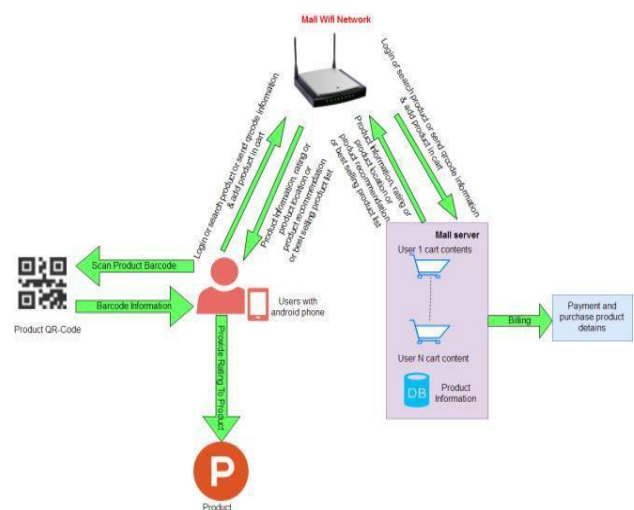 Mall Wifi Network
Login or search product or send qrcode information
& add product in cart
Product Information, rating or
product location or
product recommendation
or best selling product list
Product Information, rating or
product location or
product recommendation
or best selling product list
Login or search product or send qrcode information
& add product in cart
Mall server
User 1 cart contents
Scan Product Barcode
Barcode Information
Users with
android phone
Product QR-Code
User N cart content
Billing
Payment and
purchase product
detains
DB
Product
Information
Provide Rating To Product
P
Product